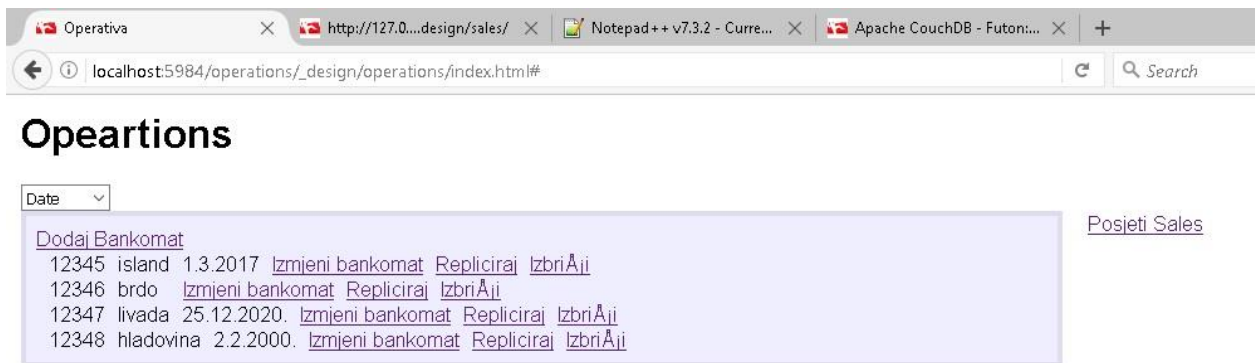 Operativa http://127.0....design/sales/ Notepad++ v7.3.2 - Curre... Apache CouchDB - Futon:...
localhost:5984/operations/_design/operations/index.html# Search
Opeartions
Date
Posjeti Sales
Dodaj Bankomat
12345 island 1.3.2017 Izmjeni bankomat Repliciraj IzbriÅ¡i
12346 brdo Izmjeni bankomat Repliciraj IzbriÅ¡i
12347 livada 25.12.2020. Izmjeni bankomat Repliciraj IzbriÅ¡i
12348 hladovina 2.2.2000. Izmjeni bankomat Repliciraj IzbriÅ¡i